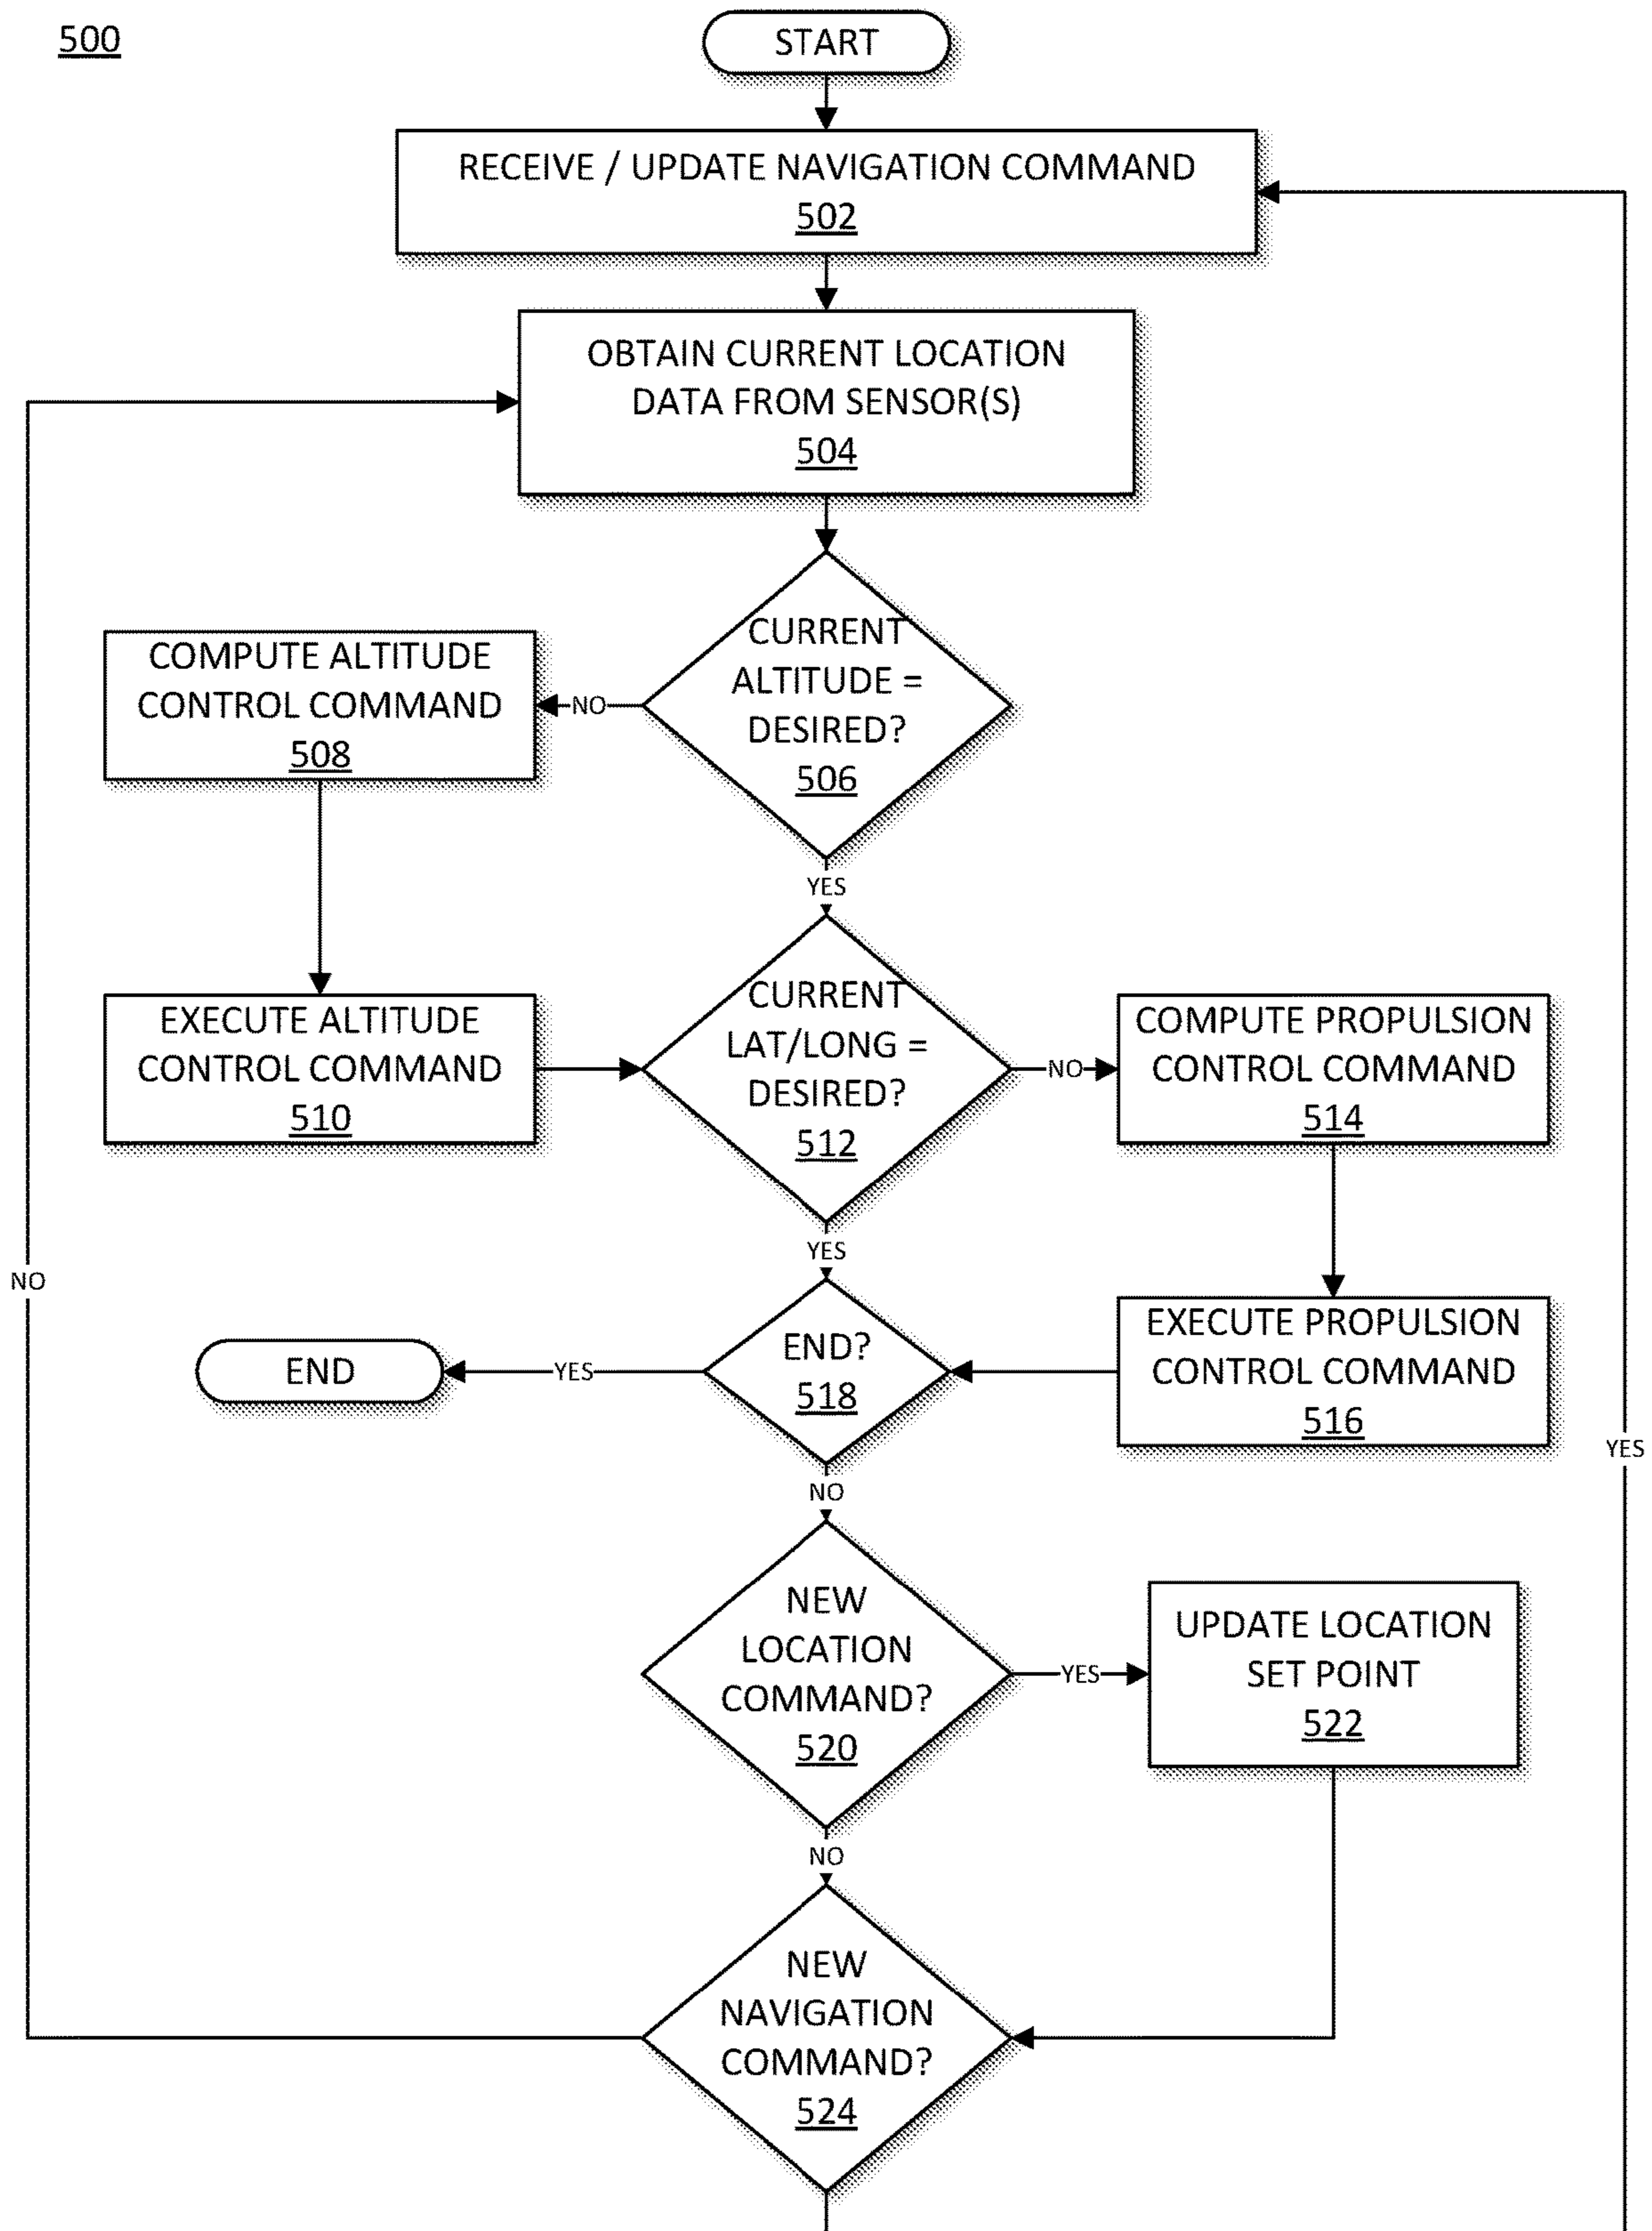 500
START
RECEIVE / UPDATE NAVIGATION COMMAND
502
OBTAIN CURRENT LOCATION
DATA FROM SENSOR(S)
504
CURRENT
ALTITUDE =
DESIRED?
506
NO
COMPUTE ALTITUDE
CONTROL COMMAND
508
YES
EXECUTE ALTITUDE
CONTROL COMMAND
510
CURRENT
LAT/LONG =
DESIRED?
512
NO
COMPUTE PROPULSION
CONTROL COMMAND
514
YES
NO
END
YES
END?
518
EXECUTE PROPULSION
CONTROL COMMAND
516
YES
NO
NEW
LOCATION
COMMAND?
520
YES
UPDATE LOCATION
SET POINT
522
NO
NEW
NAVIGATION
COMMAND?
524